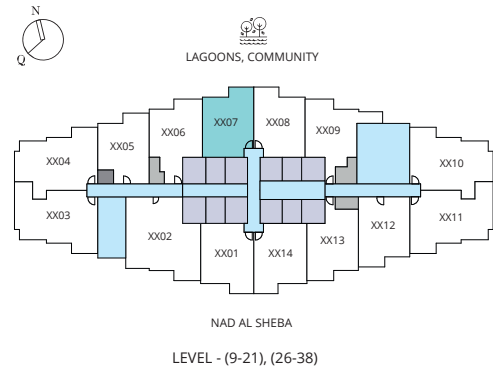 N
Q
LAGOONS, COMMUNITY
XX07
XX08
XX06
XX09
XX05
XX04
XX10
XX03
XX11
XX02
XX12
XX13
XX01
XX14
NAD AL SHEBA
LEVEL - (9-21), (26-38)